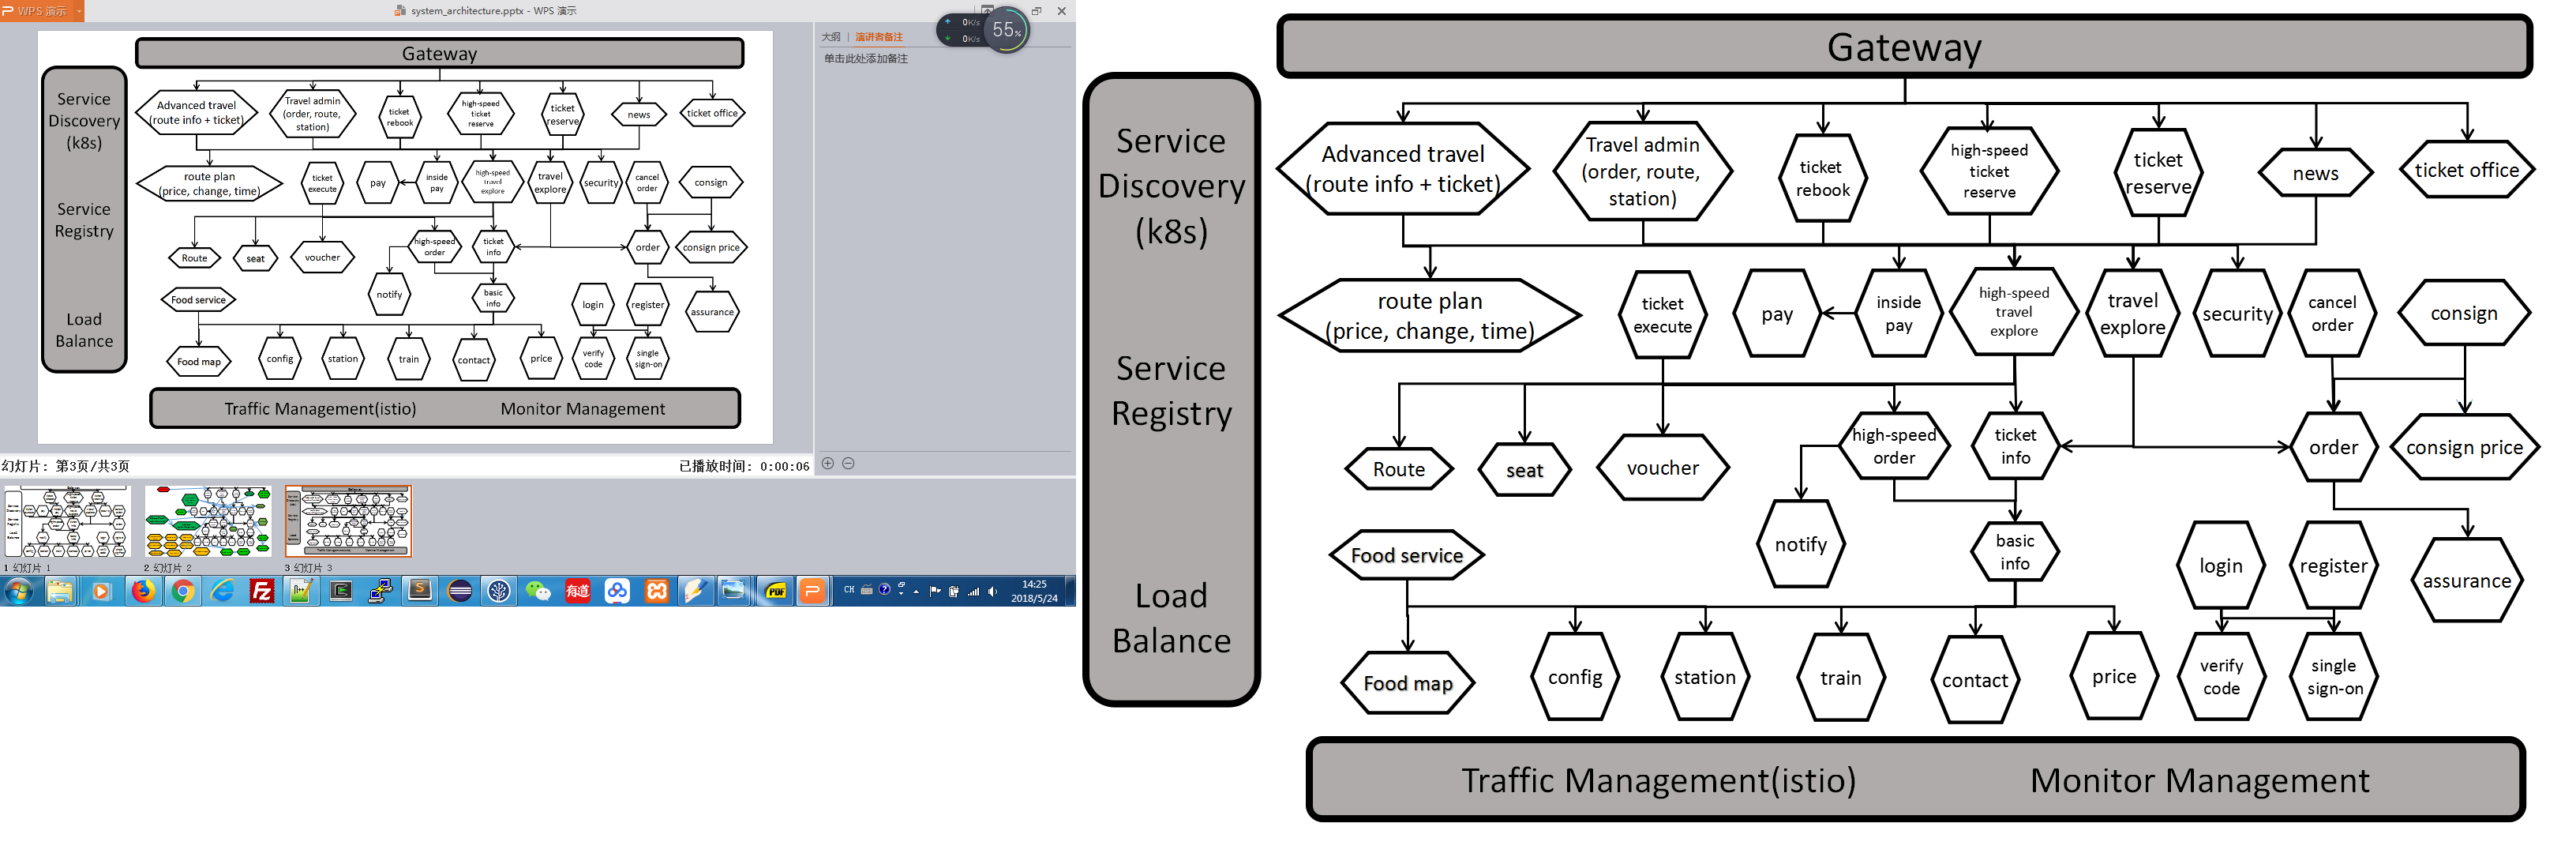 WPS 演示
system_architecture.pptx - WPS 演示
0K/s
0K/s
55%
大纲
演讲者备注
单击此处添加备注
Gateway
Service
Discovery
(k8s)
Service
Registry
Load
Balance
Advanced travel
(route info + ticket)
Travel admin
(order, route,
station)
ticket
rebook
high-speed
ticket
reserve
ticket
reserve
news
ticket office
route plan
(price, change, time)
ticket
execute
pay
inside
pay
high-speed
travel
explore
travel
explore
security
cancel
order
consign
Route
seat
voucher
high-speed
order
ticket
info
order
consign price
notify
basic
info
Food service
login
register
assurance
Food map
config
station
train
contact
price
verify
code
single
sign-on
Traffic Management(istio)
Monitor Management
幻灯片: 第3页/共3页
已播放时间: 0:00:06
1 幻灯片 1
2 幻灯片 2
3 幻灯片 3
有道
PDF
CH
14:25
2018/5/24
Gateway
Service
Discovery
(k8s)
Service
Registry
Load
Balance
Advanced travel
(route info + ticket)
Travel admin
(order, route,
station)
ticket
rebook
high-speed
ticket
reserve
ticket
reserve
news
ticket office
route plan
(price, change, time)
ticket
execute
pay
inside
pay
high-speed
travel
explore
travel
explore
security
cancel
order
consign
Route
seat
voucher
high-speed
order
ticket
info
order
consign price
notify
basic
info
Food service
login
register
assurance
Food map
config
station
train
contact
price
verify
code
single
sign-on
Traffic Management(istio)
Monitor Management